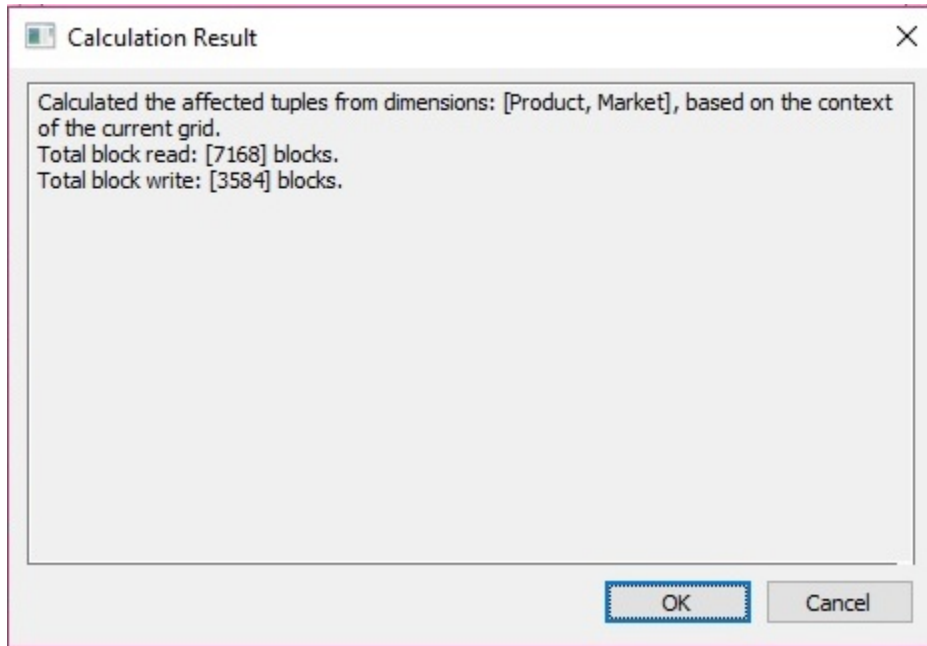 Calculation Result
Calculated the affected tuples from dimensions: [Product, Market], based on the context
of the current grid.
Total block read: [7168] blocks.
Total block write: [3584] blocks.
OK
Cancel